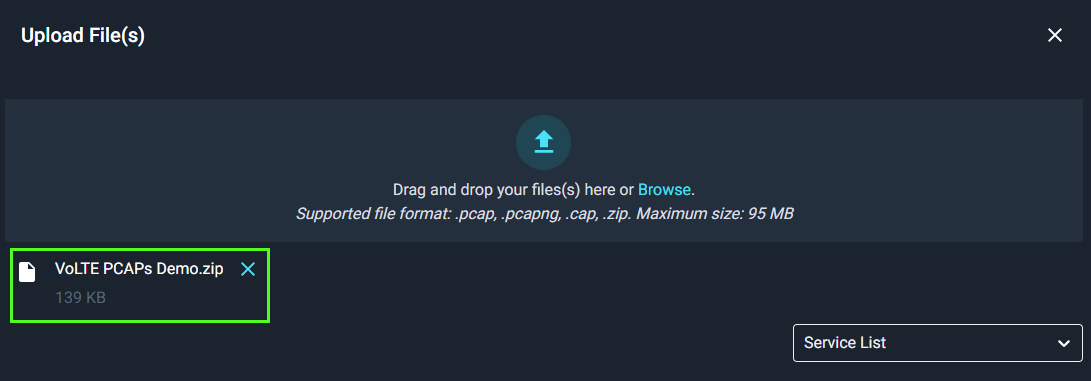 Upload File(s)
Drag and drop your files(s) here or Browse.
Supported file format: .pcap, .pcapng, .cap, .zip. Maximum size: 95 MB
VoLTE PCAPs Demo.zip
139 KB
Service List